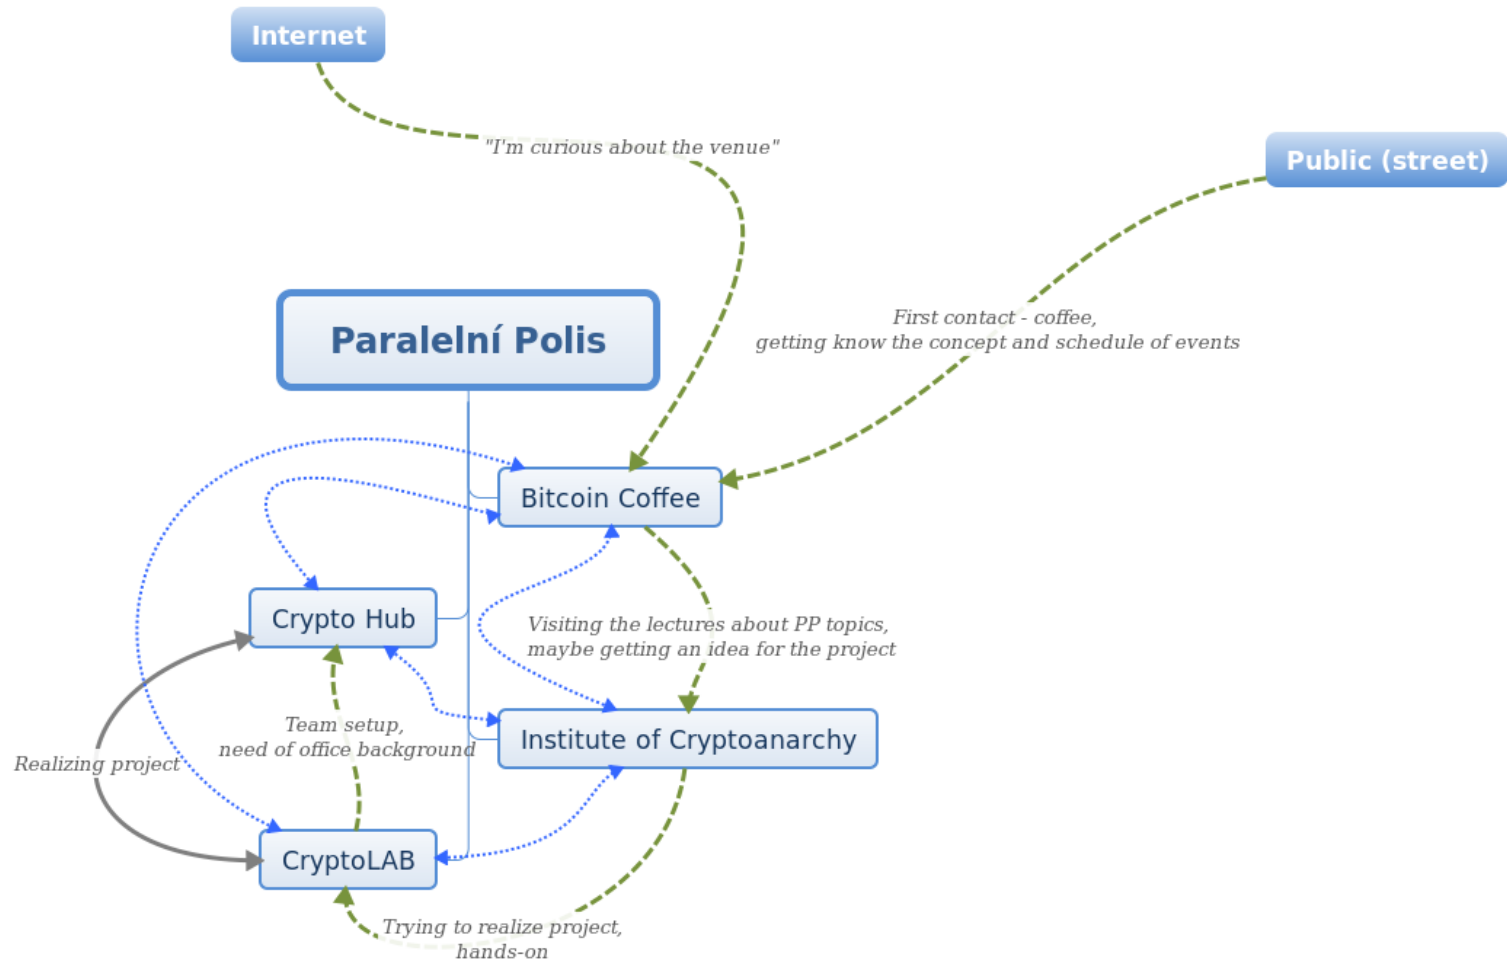 Internet
"I'm curious about the venue"
Public (street)
First contact - coffee,
getting know the concept and schedule of events
Paralelní Polis
Bitcoin Coffee
Crypto Hub
Visiting the lectures about PP topics,
maybe getting an idea for the project
Team setup,
need of office background
Institute of Cryptoanarchy
Realizing project
CryptoLAB
Trying to realize project,
hands-on